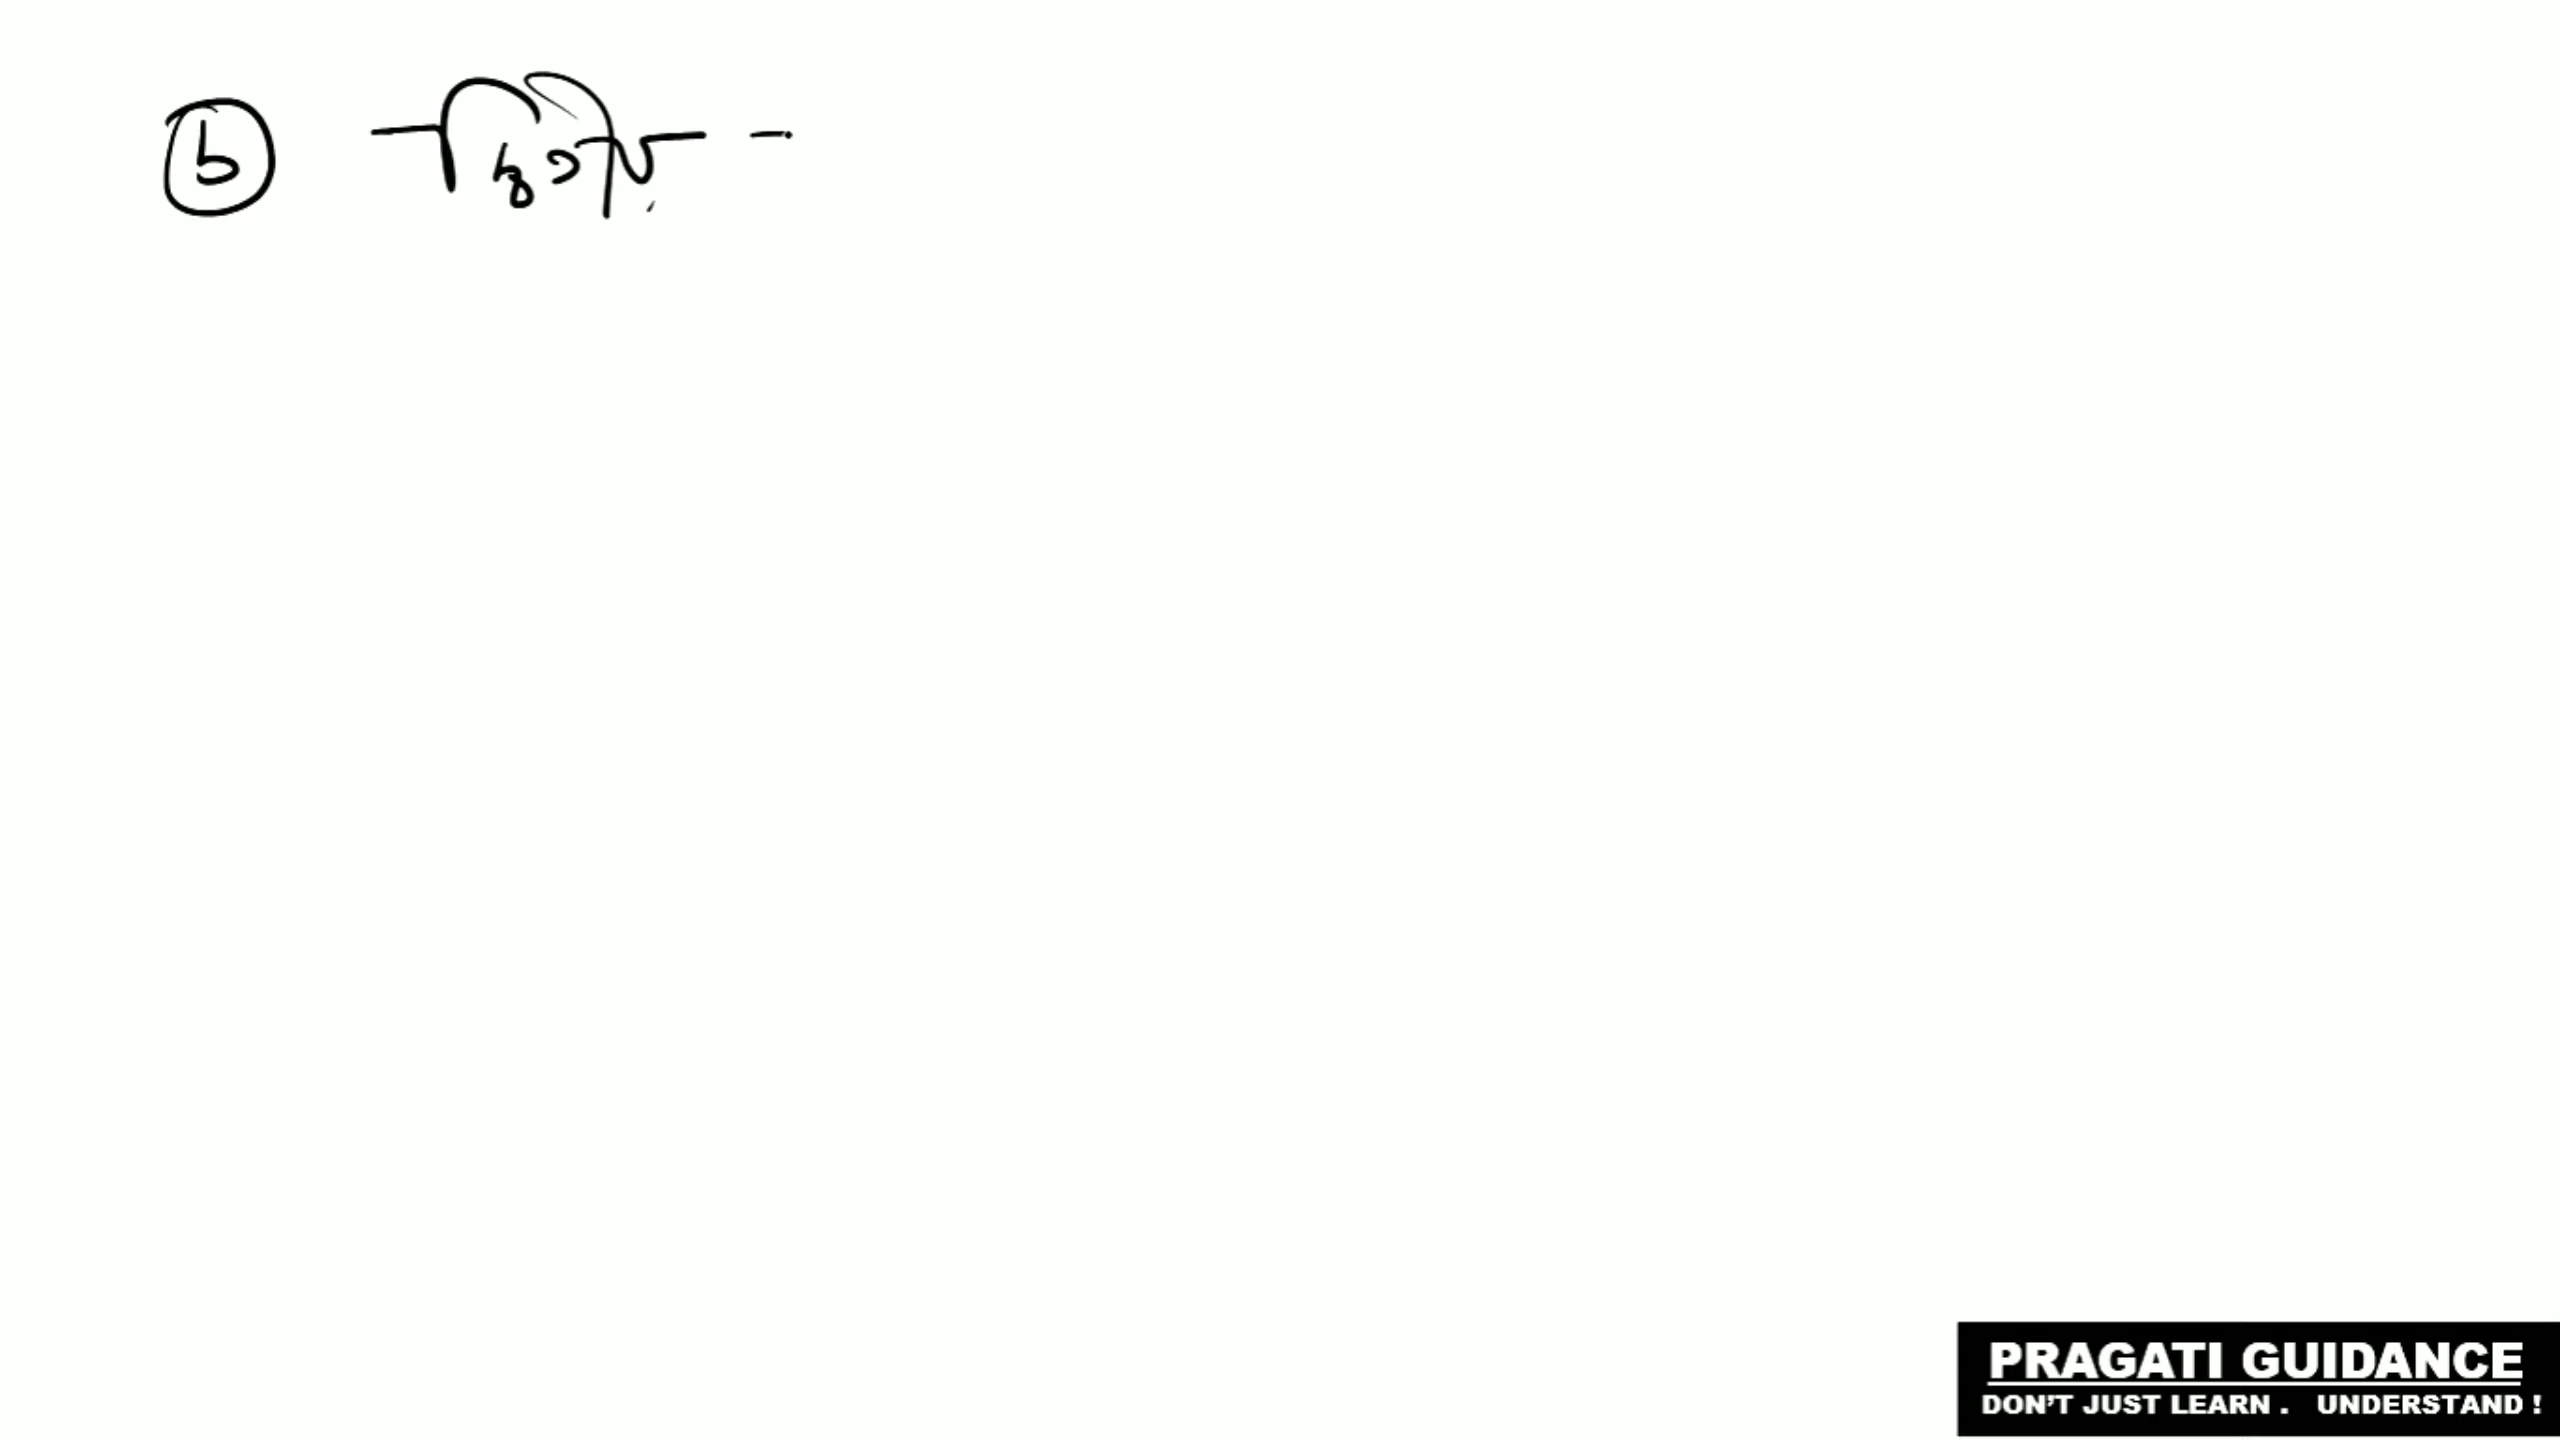 b स्थिती
PRAGATI GUIDANCE
DON'T JUST LEARN . UNDERSTAND !